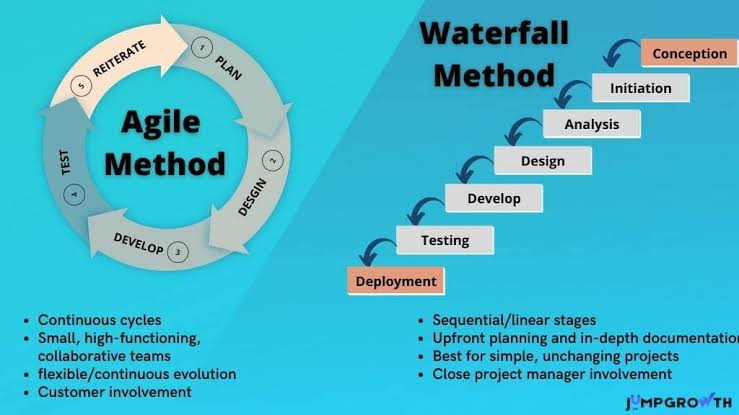 Agile
Method
1 PLAN
2 DESGIN
3 DEVELOP
4 TEST
5 REITERATE
Continuous cycles
Small, high-functioning,
collaborative teams
flexible/continuous evolution
Customer involvement
Waterfall
Method
Conception
Initiation
Analysis
Design
Develop
Testing
Deployment
Sequential/linear stages
Upfront planning and in-depth documentation
Best for simple, unchanging projects
Close project manager involvement
JUMPGROWTH